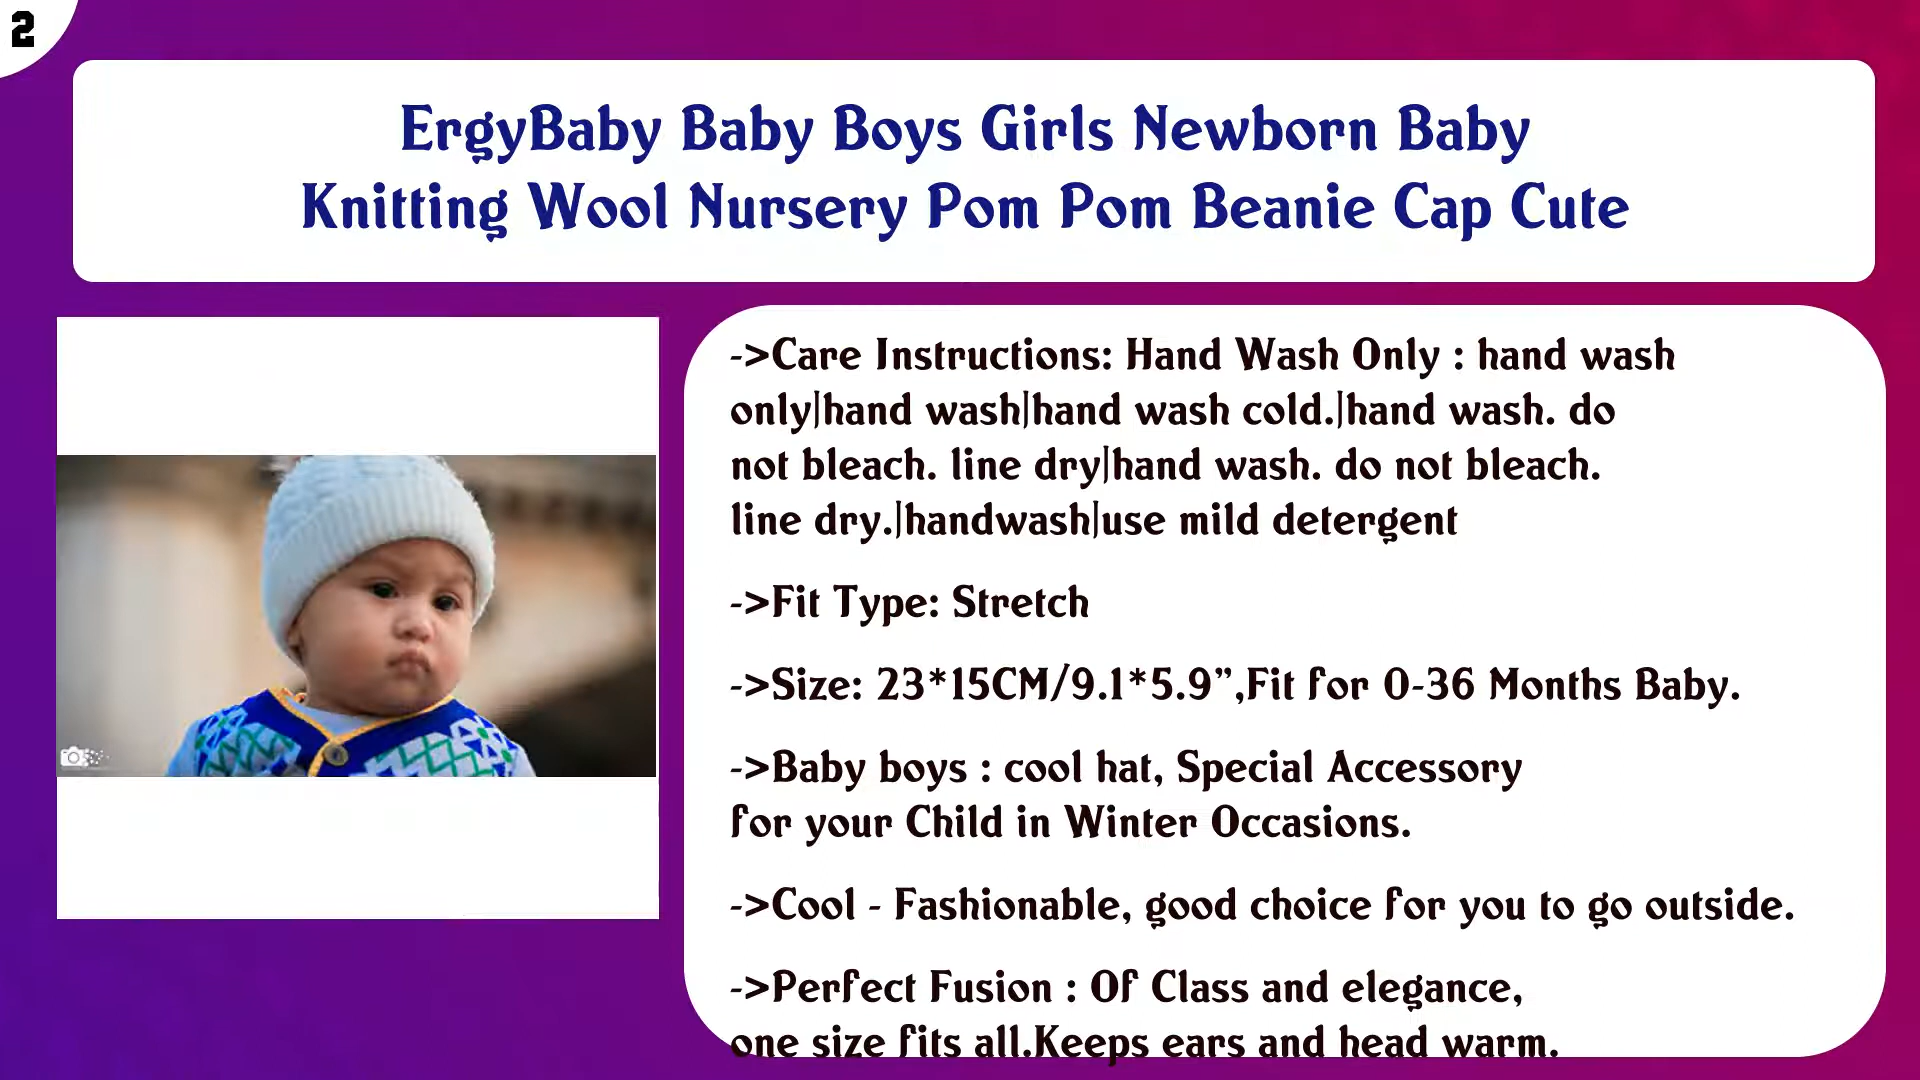 2
ErgyBaby Baby Boys Girls Newborn Baby
Knitting Wool Nursery Pom Pom Beanie Cap Cute
->Care Instructions: Hand Wash Only : hand wash
only|hand wash|hand wash cold.|hand wash. do
not bleach. line dry|hand wash. do not bleach.
line dry.|handwash|use mild detergent
->Fit Type: Stretch
->Size: 23*15CM/9.1*5.9”,Fit for 0-36 Months Baby.
->Baby boys : cool hat, Special Accessory
for your Child in Winter Occasions.
->Cool - Fashionable, good choice for you to go outside.
->Perfect Fusion : Of Class and elegance,
one size fits all.Keeps ears and head warm.